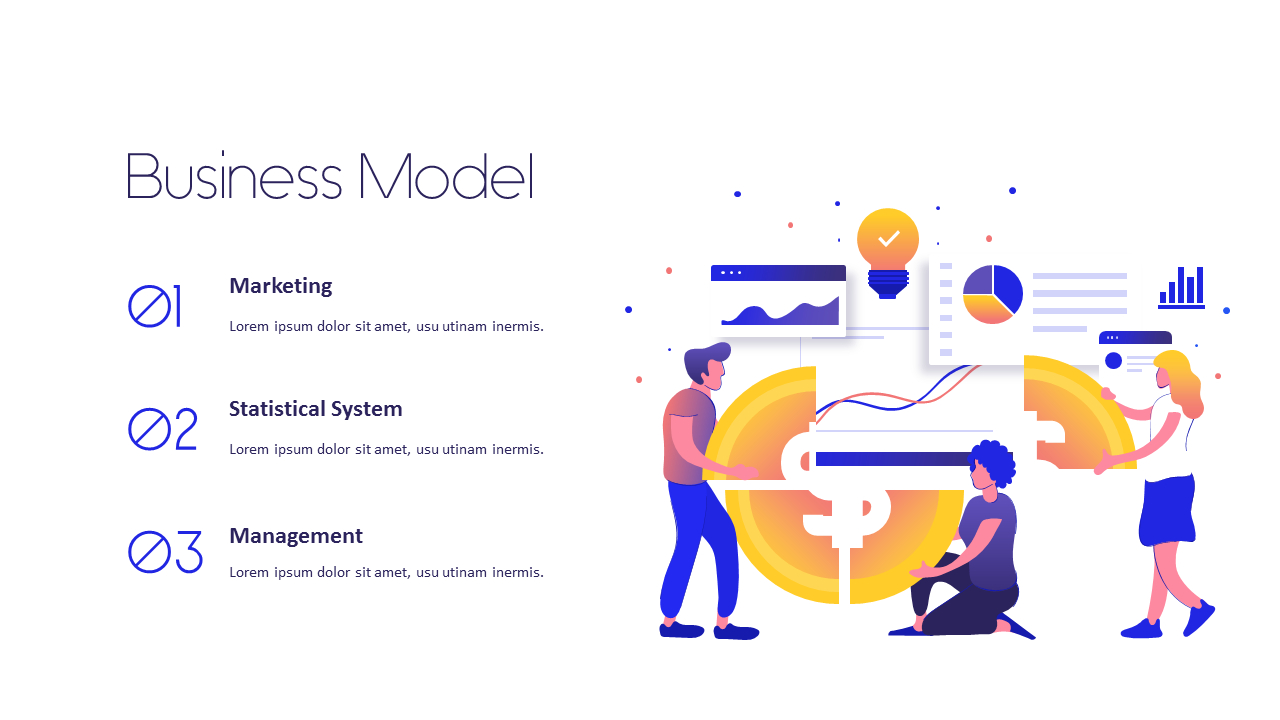 Business Model
01
Marketing
Lorem ipsum dolor sit amet, usu utinam inermis.
02
Statistical System
Lorem ipsum dolor sit amet, usu utinam inermis.
03
Management
Lorem ipsum dolor sit amet, usu utinam inermis.